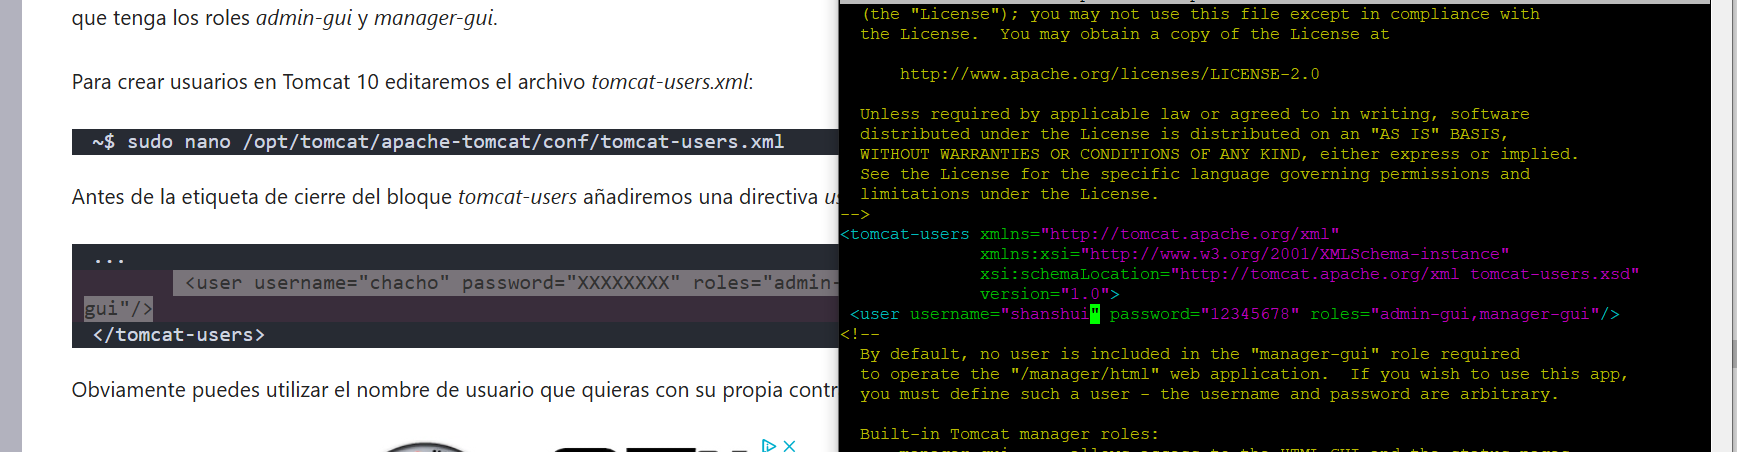 que tenga los roles admin-gui y manager-gui.
Para crear usuarios en Tomcat 10 editaremos el archivo tomcat-users.xml:
~$ sudo nano /opt/tomcat/apache-tomcat/conf/tomcat-users.xml
Antes de la etiqueta de cierre del bloque tomcat-users añadiremos una directiva
...
<user username="chacho" password="XXXXXXXX" roles="admin-
gui"/>
</tomcat-users>
Obviamente puedes utilizar el nombre de usuario que quieras con su propia contr
(the "License"); you may not use this file except in compliance with
the License.  You may obtain a copy of the License at
http://www.apache.org/licenses/LICENSE-2.0
Unless required by applicable law or agreed to in writing, software
distributed under the License is distributed on an "AS IS" BASIS,
WITHOUT WARRANTIES OR CONDITIONS OF ANY KIND, either express or implied.
See the License for the specific language governing permissions and
limitations under the License.
-->
<tomcat-users xmlns="http://tomcat.apache.org/xml"
xmlns:xsi="http://www.w3.org/2001/XMLSchema-instance"
xsi:schemaLocation="http://tomcat.apache.org/xml tomcat-users.xsd"
version="1.0">
<user username="shanshui" password="12345678" roles="admin-gui,manager-gui"/>
<!--
By default, no user is included in the "manager-gui" role required
to operate the "/manager/html" web application.  If you wish to use this app,
you must define such a user - the username and password are arbitrary.
Built-in Tomcat manager roles: